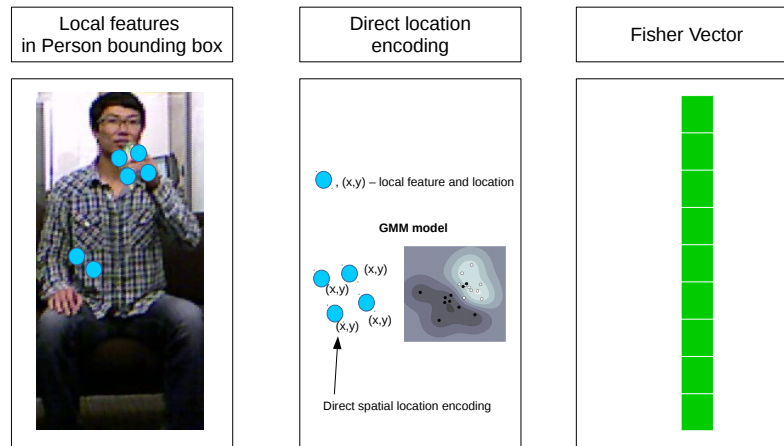 Local features
in Person bounding box
Direct location
encoding
Fisher Vector
, (x,y) – local feature and location
GMM model
(x,y)
(x,y)
(x,y)
(x,y)
Direct spatial location encoding